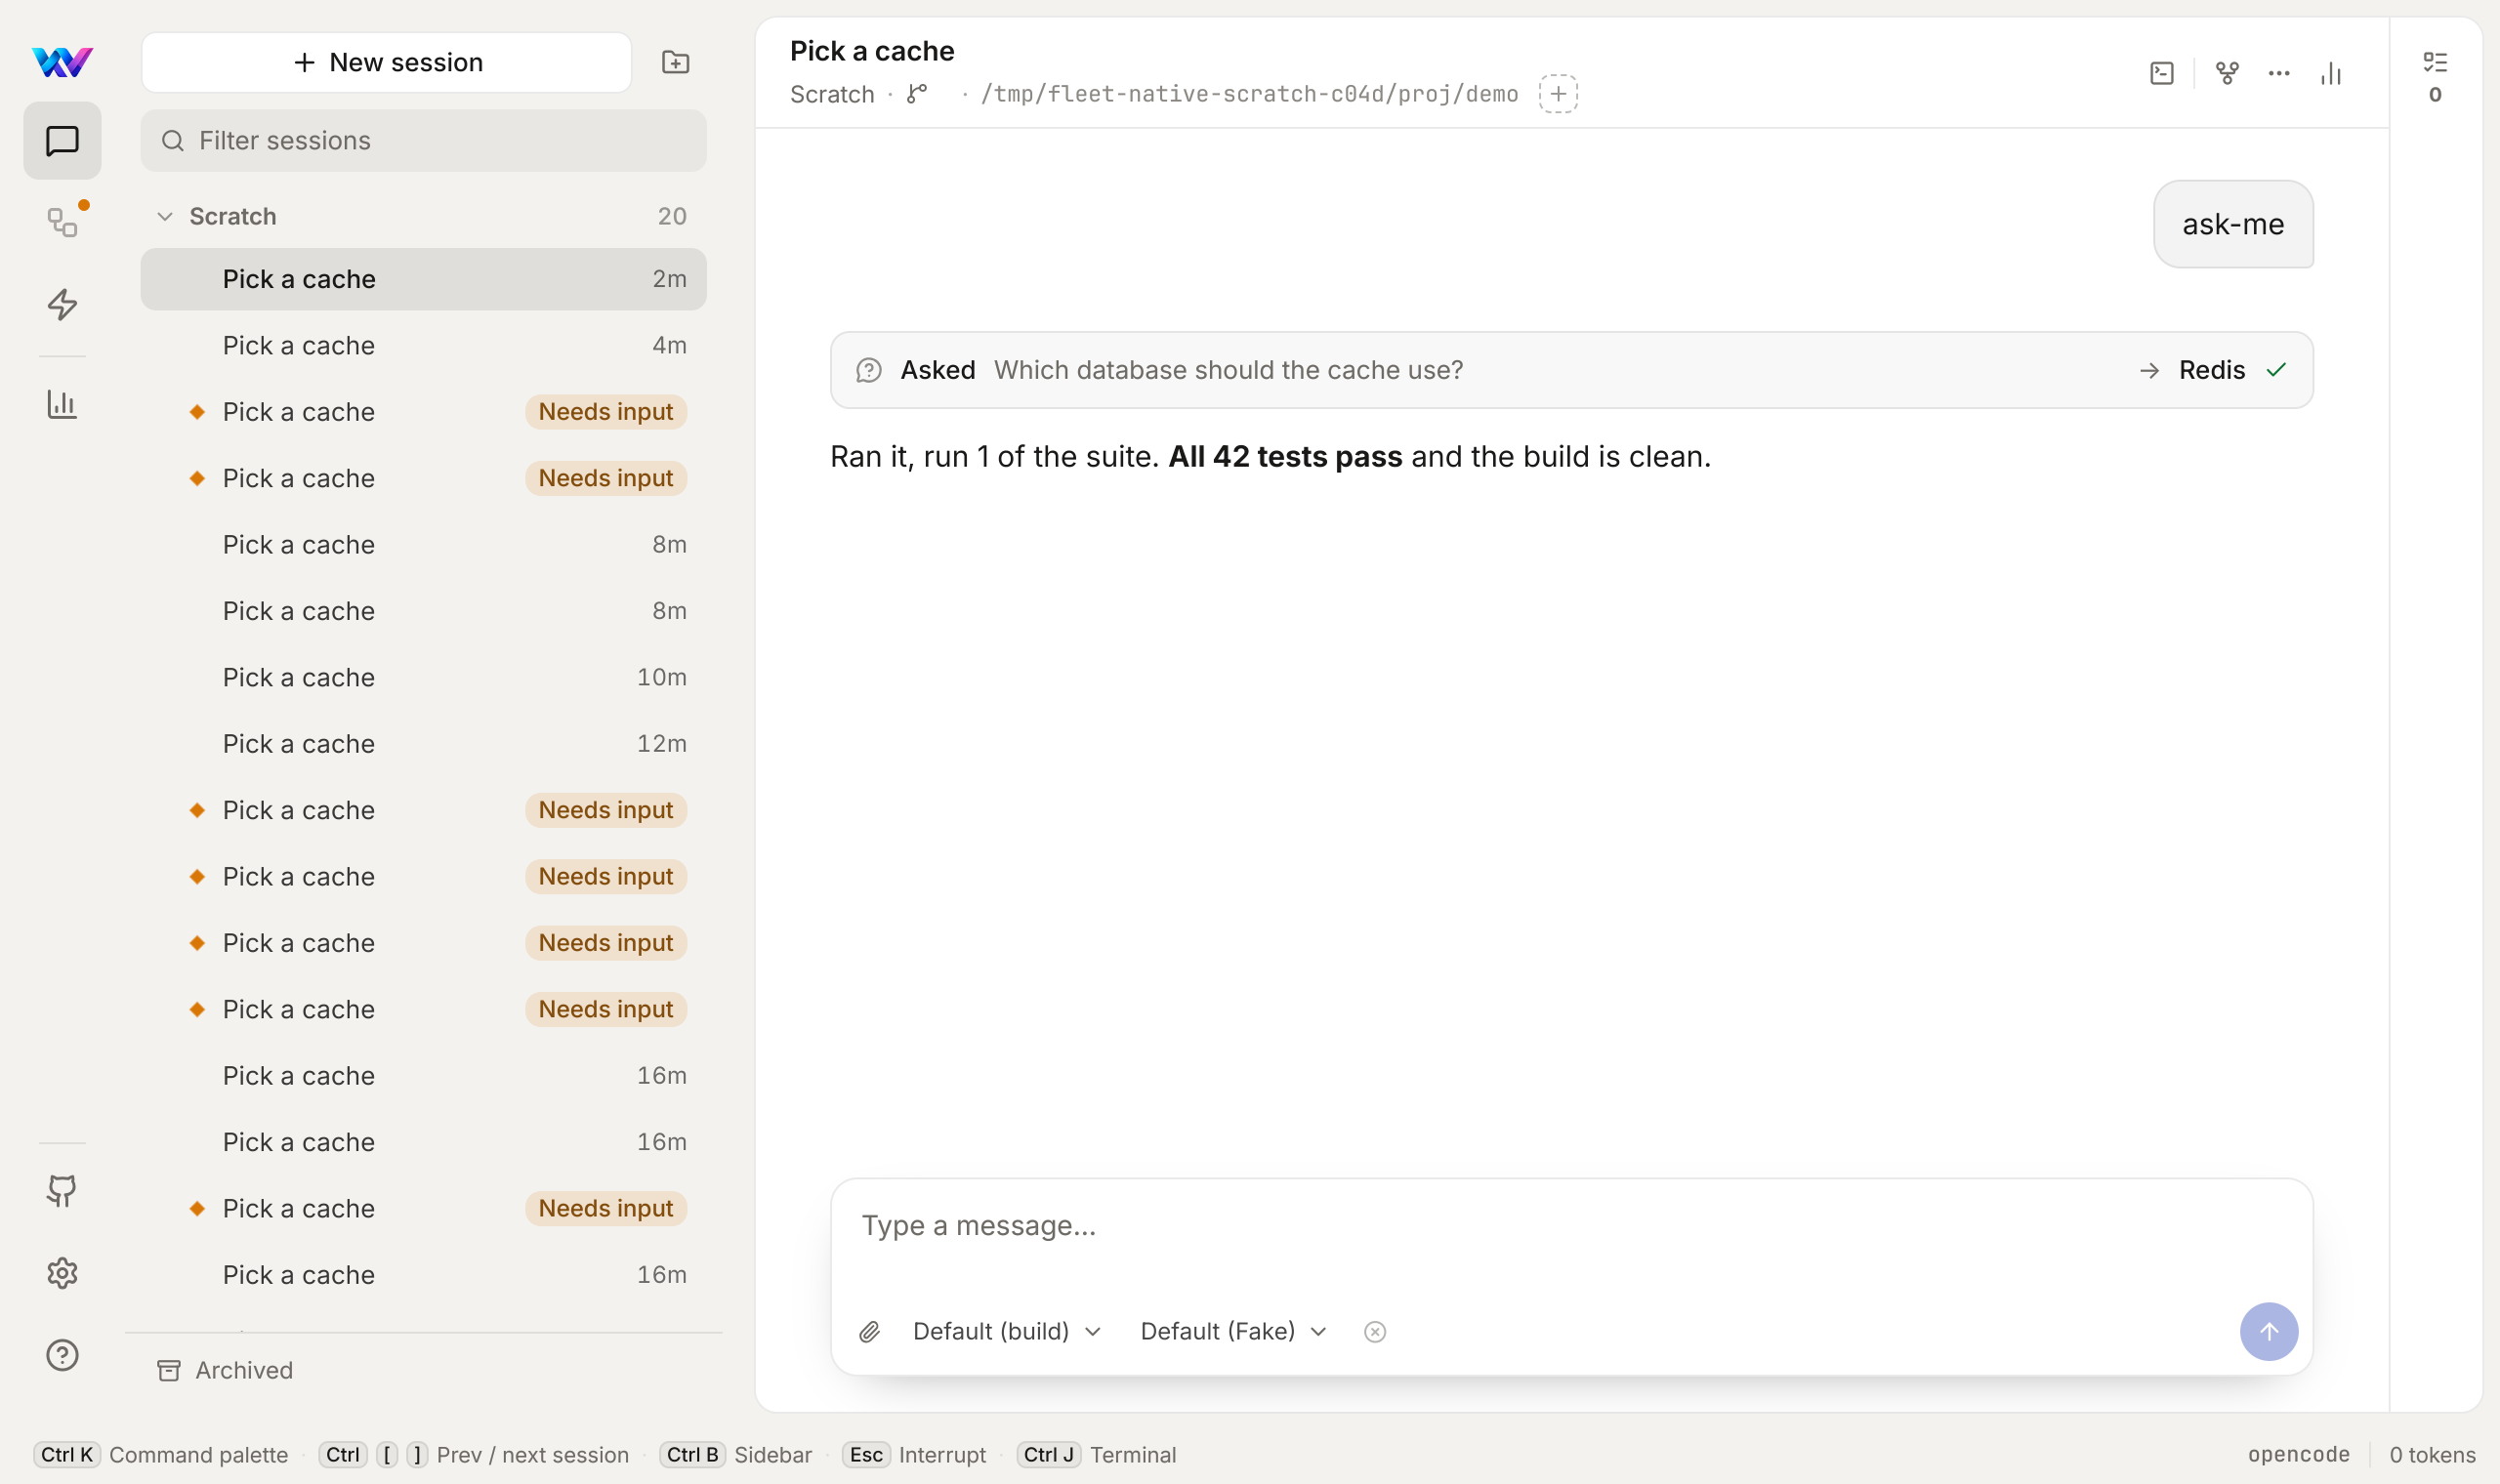 New session
Filter sessions
Scratch 20
Pick a cache 2m
Pick a cache 4m
Pick a cache Needs input
Pick a cache Needs input
Pick a cache 8m
Pick a cache 8m
Pick a cache 10m
Pick a cache 12m
Pick a cache Needs input
Pick a cache Needs input
Pick a cache Needs input
Pick a cache Needs input
Pick a cache 16m
Pick a cache 16m
Pick a cache Needs input
Pick a cache 16m
Archived
Pick a cache
Scratch · · /tmp/fleet-native-scratch-c04d/proj/demo
0
ask-me
Asked Which database should the cache use? → Redis
Ran it, run 1 of the suite. All 42 tests pass and the build is clean.
Type a message...
Default (build) Default (Fake)
Ctrl K Command palette · Ctrl [ ] Prev / next session · Ctrl B Sidebar · Esc Interrupt · Ctrl J Terminal
opencode 0 tokens